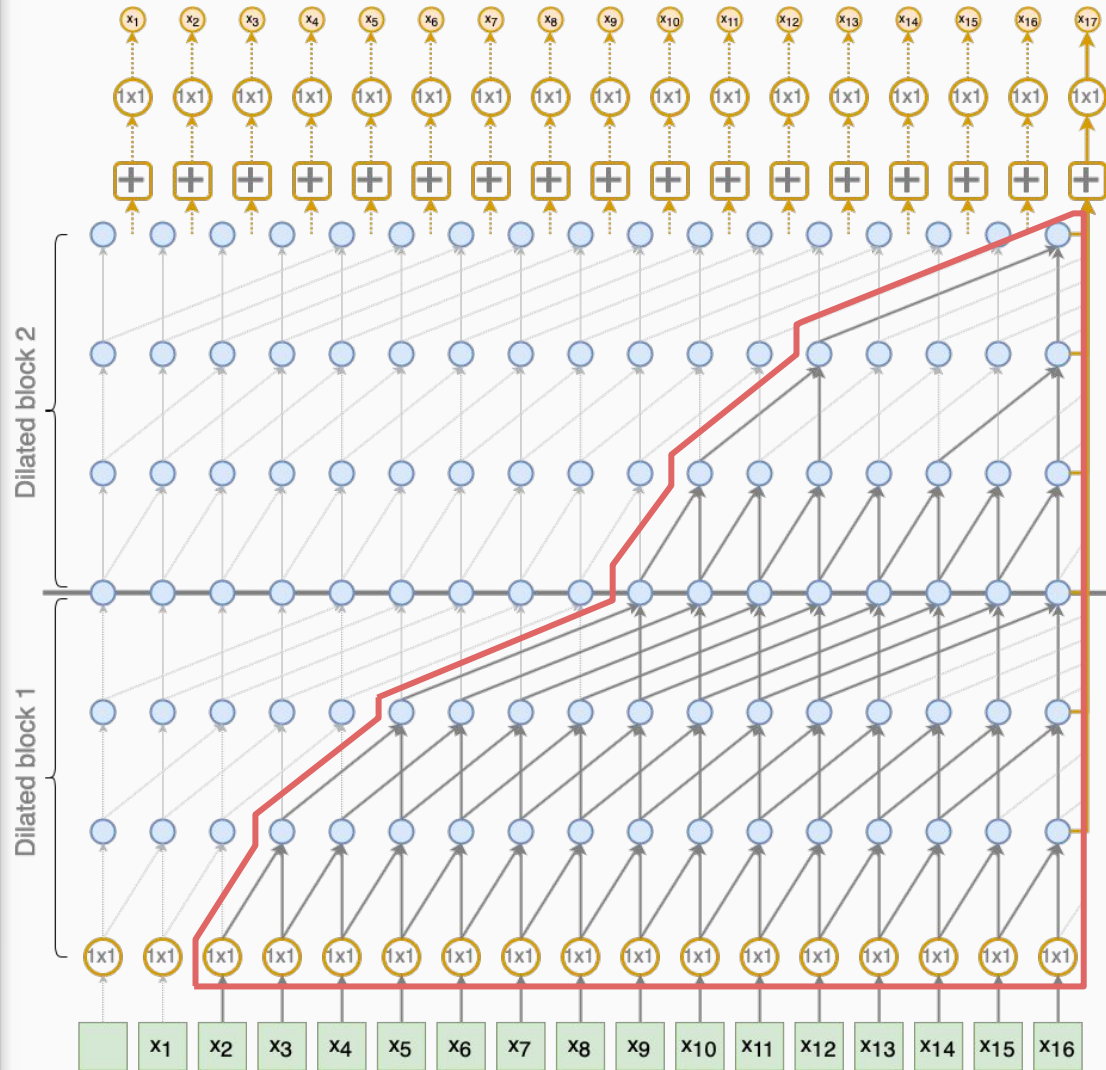 x₁ x₂ x₃ x₄ x₅ x₆ x₇ x₈ x₉ x₁₀ x₁₁ x₁₂ x₁₃ x₁₄ x₁₅ x₁₆ x₁₇
1x1 1x1 1x1 1x1 1x1 1x1 1x1 1x1 1x1 1x1 1x1 1x1 1x1 1x1 1x1 1x1 1x1
Dilated block 2
Dilated block 1
1x1 1x1 1x1 1x1 1x1 1x1 1x1 1x1 1x1 1x1 1x1 1x1 1x1 1x1 1x1 1x1 1x1
x₁ x₂ x₃ x₄ x₅ x₆ x₇ x₈ x₉ x₁₀ x₁₁ x₁₂ x₁₃ x₁₄ x₁₅ x₁₆